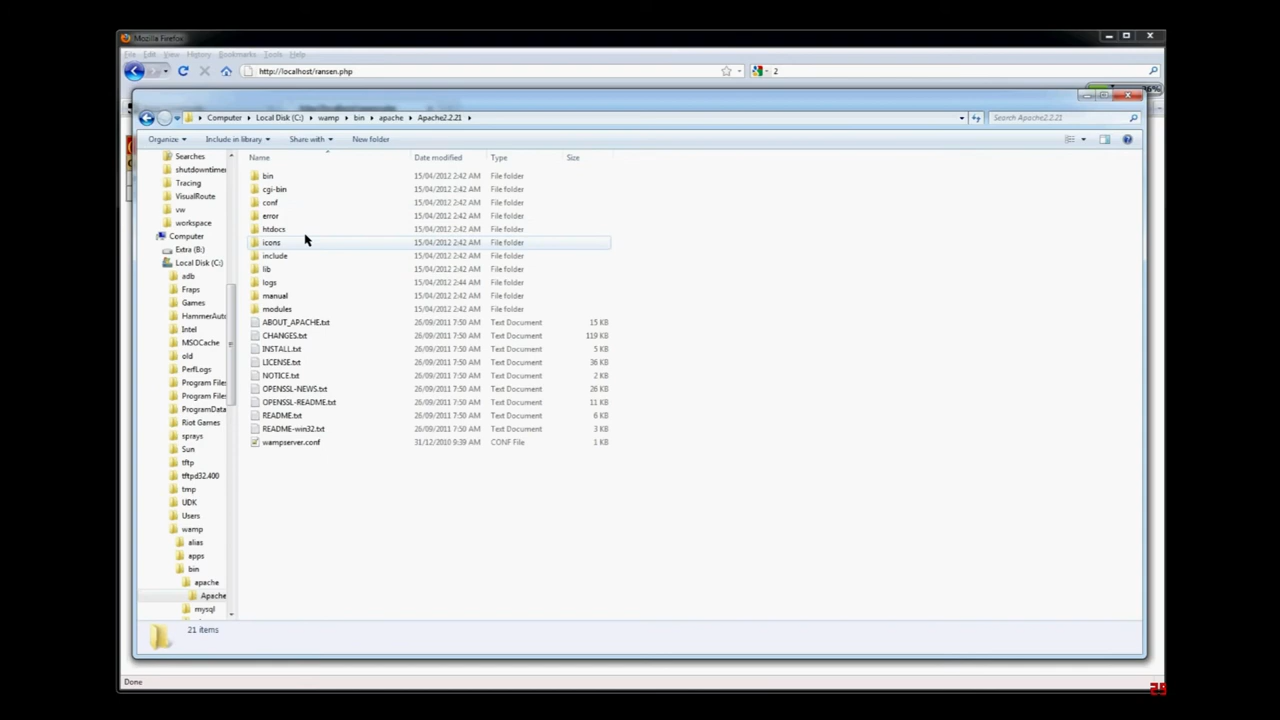 Mozilla Firefox
File Edit View History Bookmarks Tools Help
http://localhost/ransen.php
2
Computer Local Disk (C:) wamp bin apache Apache2.2.21
Search Apache2.2.21
Organize Include in library Share with New folder
Name Date modified Type Size
Searches
shutdowntimer
Tracing
VisualRoute
vw
workspace
Computer
Extra (B:)
Local Disk (C:)
adb
Fraps
Games
HammerAuto
Intel
MSOCache
old
PerfLogs
Program Files
Program Files
ProgramData
Riot Games
sprays
Sun
tftp
tftpd32.400
tmp
UDK
Users
wamp
alias
apps
bin
apache
Apache
mysql
bin 15/04/2012 2:42 AM File folder
cgi-bin 15/04/2012 2:42 AM File folder
conf 15/04/2012 2:42 AM File folder
error 15/04/2012 2:42 AM File folder
htdocs 15/04/2012 2:42 AM File folder
icons 15/04/2012 2:42 AM File folder
include 15/04/2012 2:42 AM File folder
lib 15/04/2012 2:42 AM File folder
logs 15/04/2012 2:44 AM File folder
manual 15/04/2012 2:42 AM File folder
modules 15/04/2012 2:42 AM File folder
ABOUT_APACHE.txt 26/09/2011 7:50 AM Text Document 15 KB
CHANGES.txt 26/09/2011 7:50 AM Text Document 119 KB
INSTALL.txt 26/09/2011 7:50 AM Text Document 5 KB
LICENSE.txt 26/09/2011 7:50 AM Text Document 36 KB
NOTICE.txt 26/09/2011 7:50 AM Text Document 2 KB
OPENSSL-NEWS.txt 26/09/2011 7:50 AM Text Document 26 KB
OPENSSL-README.txt 26/09/2011 7:50 AM Text Document 11 KB
README.txt 26/09/2011 7:50 AM Text Document 6 KB
README-win32.txt 26/09/2011 7:50 AM Text Document 3 KB
wampserver.conf 31/12/2010 9:39 AM CONF File 1 KB
21 items
Done